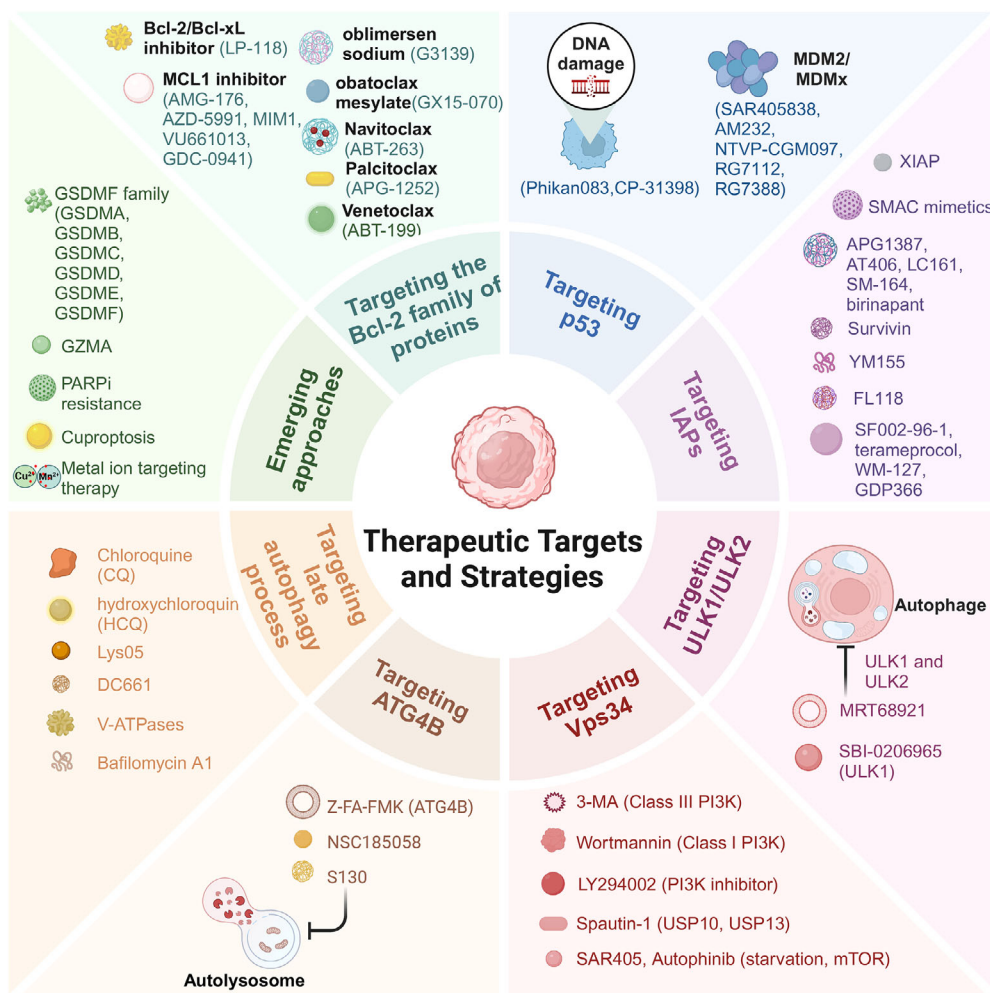 Bcl-2/Bcl-xL
inhibitor (LP-118)
MCL1 inhibitor
(AMG-176,
AZD-5991, MIM1,
VU661013,
GDC-0941)
oblimersen
sodium (G3139)
obatoclax
mesylate(GX15-070)
Navitoclax
(ABT-263)
Palcitoclax
(APG-1252)
Venetoclax
(ABT-199)
DNA
damage
(Phikan083,CP-31398)
MDM2/
MDMx
(SAR405838,
AM232,
NTVP-CGM097,
RG7112,
RG7388)
XIAP
SMAC mimetics
APG1387,
AT406, LC161,
SM-164,
birinapant
Survivin
YM155
FL118
SF002-96-1,
terameprocol,
WM-127,
GDP366
GSDMF family
(GSDMA,
GSDMB,
GSDMC,
GSDMD,
GSDME,
GSDMF)
GZMA
PARPi
resistance
Cuproptosis
Cu²⁺
Mn²⁺
Metal ion targeting
therapy
Targeting the
Bcl-2 family of
proteins
Targeting
p53
Targeting
IAPs
Emerging
approaches
Therapeutic Targets
and Strategies
Targeting
late
autophagy
process
Targeting
ATG4B
Targeting
Vps34
Targeting
ULK1/ULK2
Chloroquine
(CQ)
hydroxychloroquin
(HCQ)
Lys05
DC661
V-ATPases
Bafilomycin A1
Autophage
ULK1 and
ULK2
MRT68921
SBI-0206965
(ULK1)
Z-FA-FMK (ATG4B)
NSC185058
S130
Autolysosome
3-MA (Class III PI3K)
Wortmannin (Class I PI3K)
LY294002 (PI3K inhibitor)
Spautin-1 (USP10, USP13)
SAR405, Autophinib (starvation, mTOR)